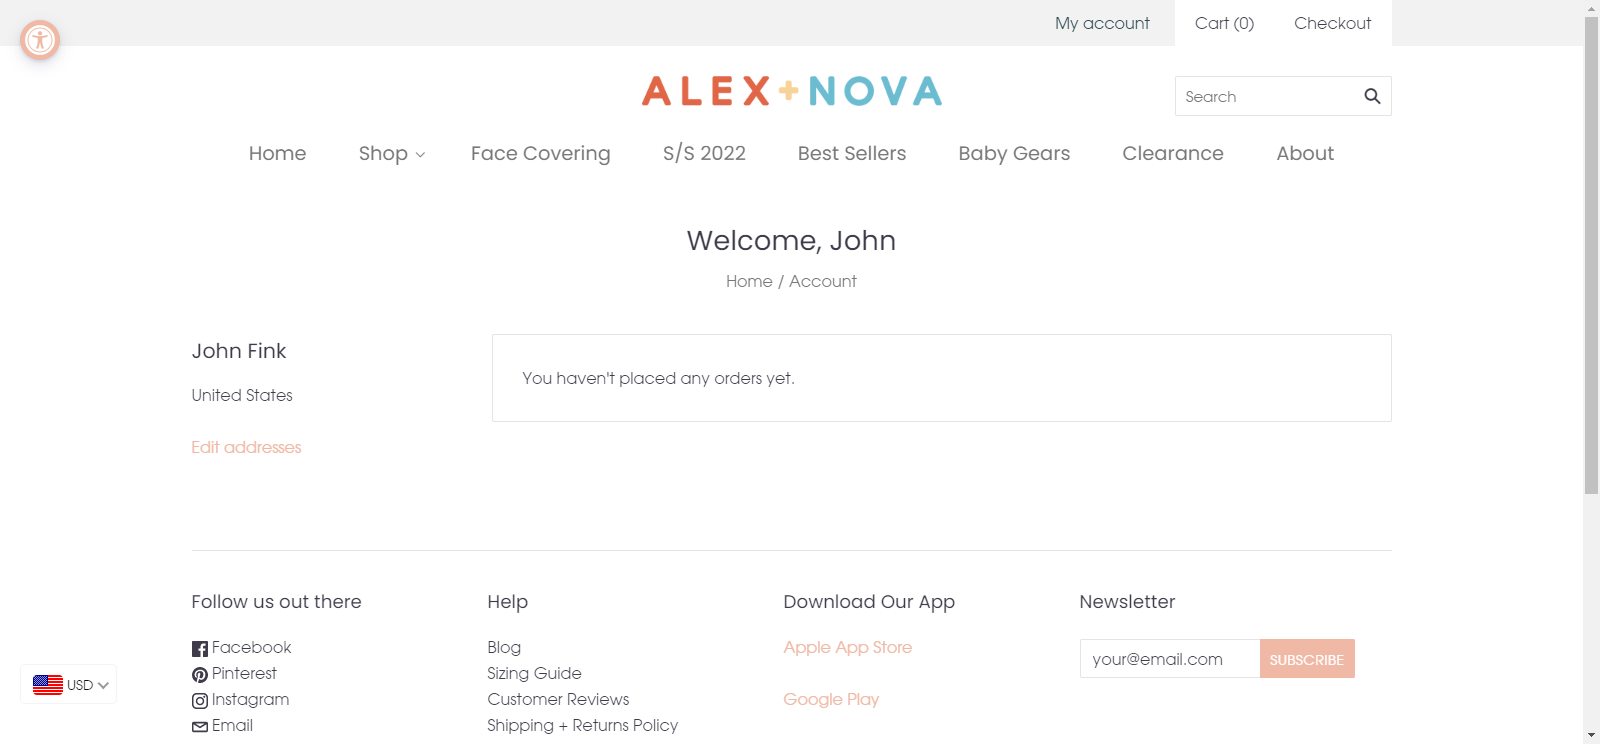 My account
Cart (0)
Checkout
ALEX+NOVA
Search
Home
Shop
Face Covering
S/S 2022
Best Sellers
Baby Gears
Clearance
About
Welcome, John
Home / Account
John Fink
United States
Edit addresses
You haven't placed any orders yet.
Follow us out there
Facebook
Pinterest
Instagram
Email
Help
Blog
Sizing Guide
Customer Reviews
Shipping + Returns Policy
Download Our App
Apple App Store
Google Play
Newsletter
your@email.com
SUBSCRIBE
USD